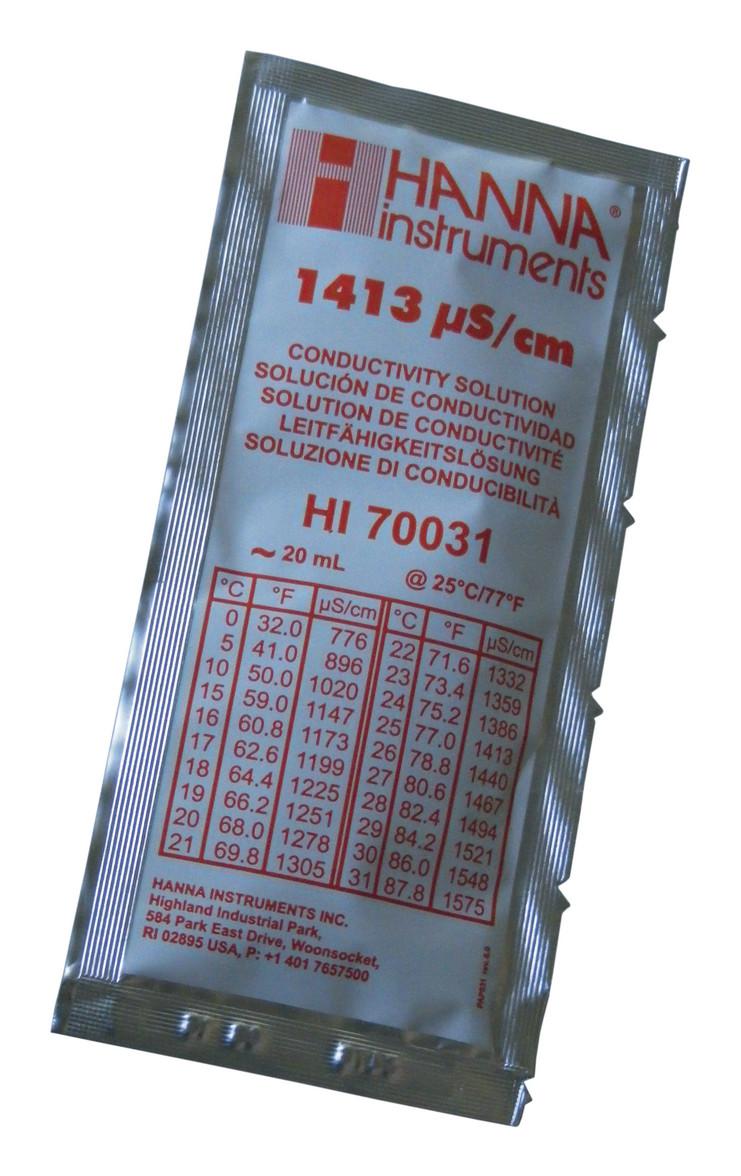 HANNA®
instruments
1413 µS/cm
CONDUCTIVITY SOLUTION
SOLUCIÓN DE CONDUCTIVIDAD
SOLUTION DE CONDUCTIVITÉ
LEITFÄHIGKEITSLÖSUNG
SOLUZIONE DI CONDUCIBILITÀ
HI 70031
~ 20 mL @ 25°C/77°F
°C °F µS/cm °C °F µS/cm
0 32.0 776 22 71.6 1332
5 41.0 896 23 73.4 1359
10 50.0 1020 24 75.2 1386
15 59.0 1147 25 77.0 1413
16 60.8 1173 26 78.8 1440
17 62.6 1199 27 80.6 1467
18 64.4 1225 28 82.4 1494
19 66.2 1251 29 84.2 1521
20 68.0 1278 30 86.0 1548
21 69.8 1305 31 87.8 1575
HANNA INSTRUMENTS INC.
Highland Industrial Park,
584 Park East Drive, Woonsocket,
RI 02895 USA, P: +1 401 7657500